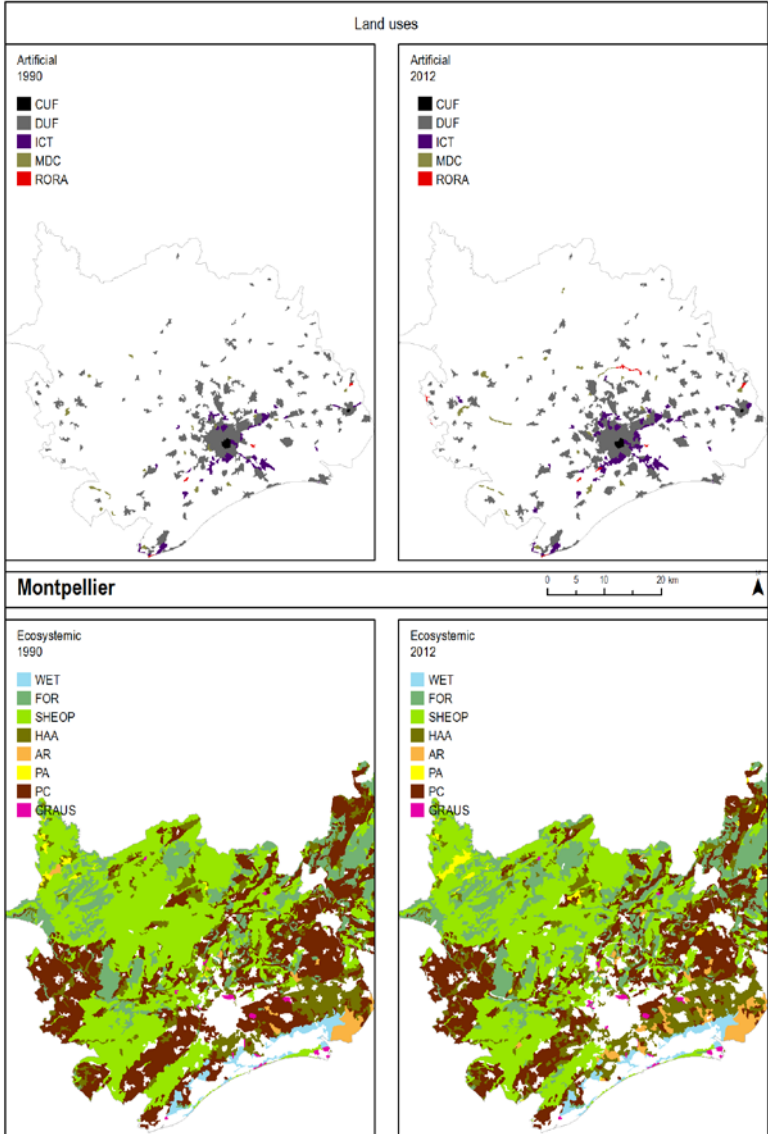 Land uses
Artificial
1990
CUF
DUF
ICT
MDC
RORA
Artificial
2012
CUF
DUF
ICT
MDC
RORA
Montpellier
0 5 10 20 km
Ecosystemic
1990
WET
FOR
SHEOP
HAA
AR
PA
PC
GRAUS
Ecosystemic
2012
WET
FOR
SHEOP
HAA
AR
PA
PC
GRAUS